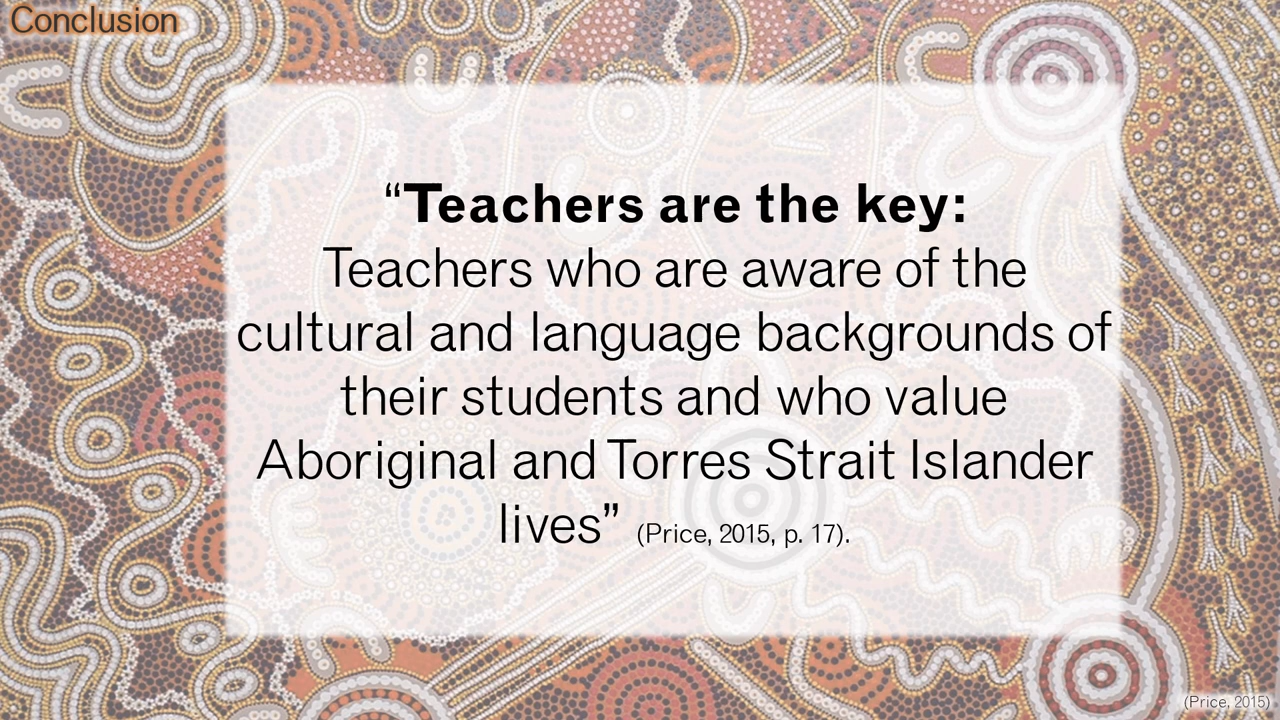 Conclusion
“Teachers are the key:
Teachers who are aware of the
cultural and language backgrounds of
their students and who value
Aboriginal and Torres Strait Islander
lives” (Price, 2015, p. 17).
(Price, 2015)